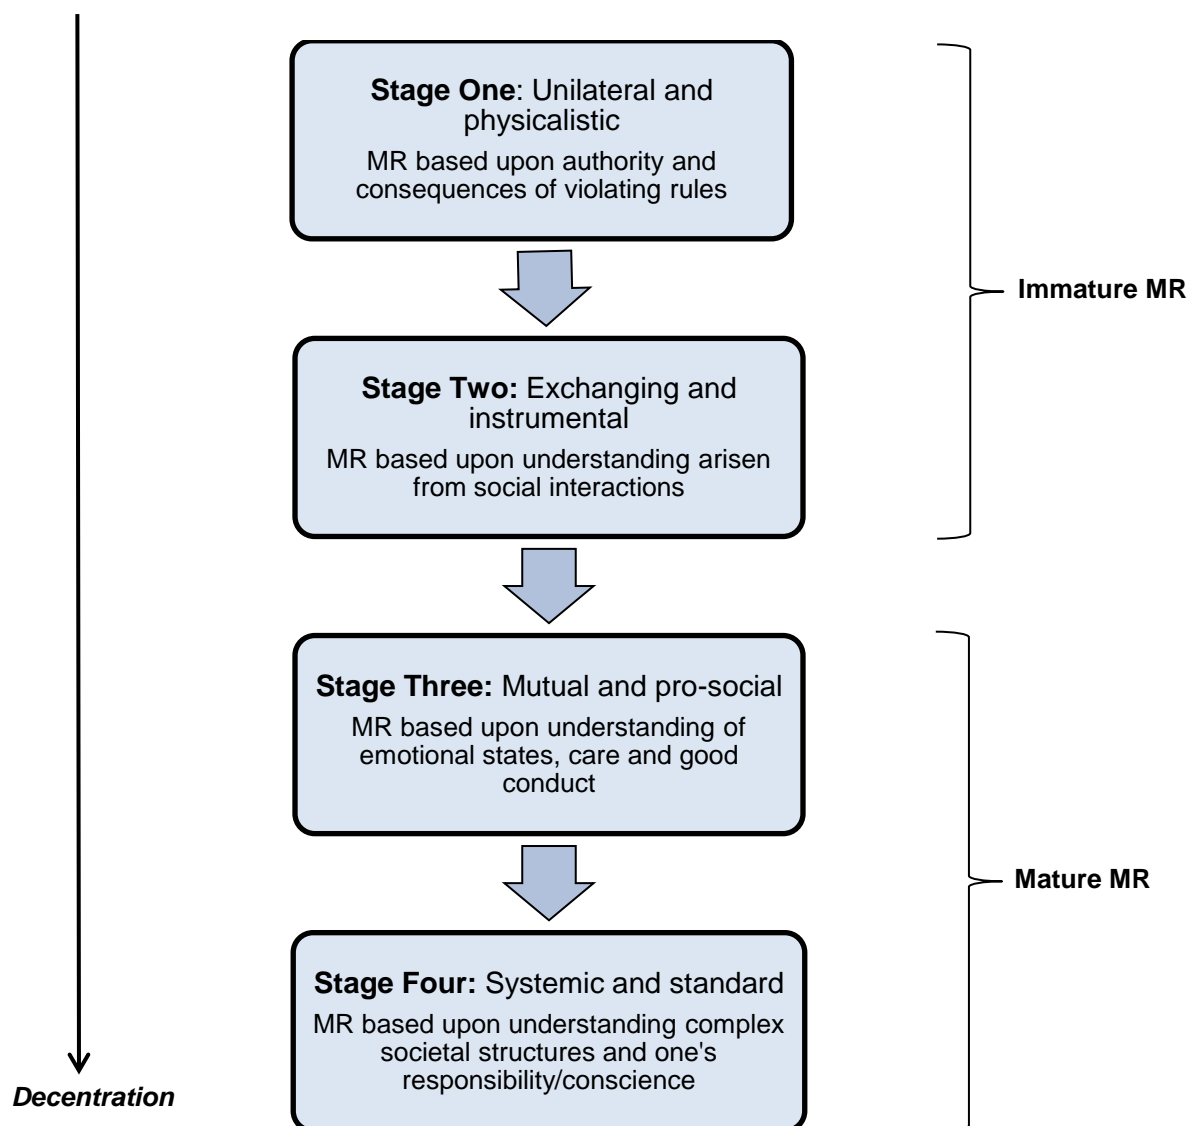 Stage One: Unilateral and
physicalistic
MR based upon authority and
consequences of violating rules
Immature MR
Stage Two: Exchanging and
instrumental
MR based upon understanding arisen
from social interactions
Stage Three: Mutual and pro-social
MR based upon understanding of
emotional states, care and good
conduct
Mature MR
Stage Four: Systemic and standard
MR based upon understanding complex
societal structures and one's
responsibility/conscience
Decentration